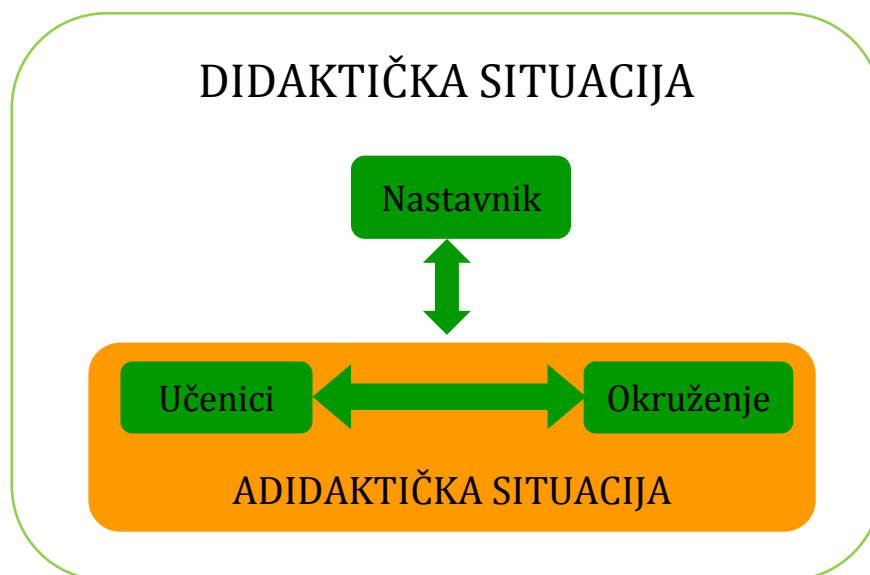 DIDAKTIČKA SITUACIJA
Nastavnik
Učenici
Okruženje
ADIDAKTIČKA SITUACIJA